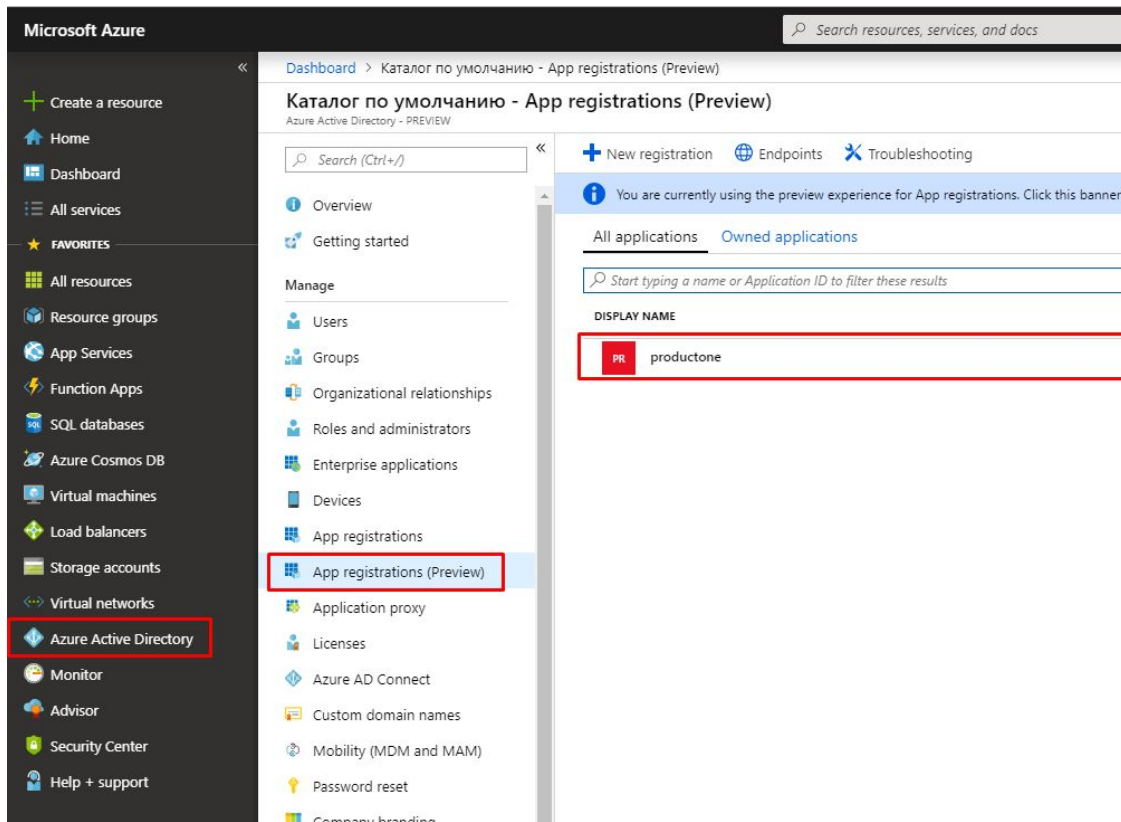 Microsoft Azure
Search resources, services, and docs
«
Create a resource
Home
Dashboard
All services
FAVORITES
All resources
Resource groups
App Services
Function Apps
SQL databases
Azure Cosmos DB
Virtual machines
Load balancers
Storage accounts
Virtual networks
Azure Active Directory
Monitor
Advisor
Security Center
Help + support
Dashboard > Каталог по умолчанию - App registrations (Preview)
Каталог по умолчанию - App registrations (Preview)
Azure Active Directory - PREVIEW
Search (Ctrl+/)
«
Overview
Getting started
Manage
Users
Groups
Organizational relationships
Roles and administrators
Enterprise applications
Devices
App registrations
App registrations (Preview)
Application proxy
Licenses
Azure AD Connect
Custom domain names
Mobility (MDM and MAM)
Password reset
Company branding
New registration Endpoints Troubleshooting
You are currently using the preview experience for App registrations. Click this banner
All applications Owned applications
Start typing a name or Application ID to filter these results
DISPLAY NAME
PR productone